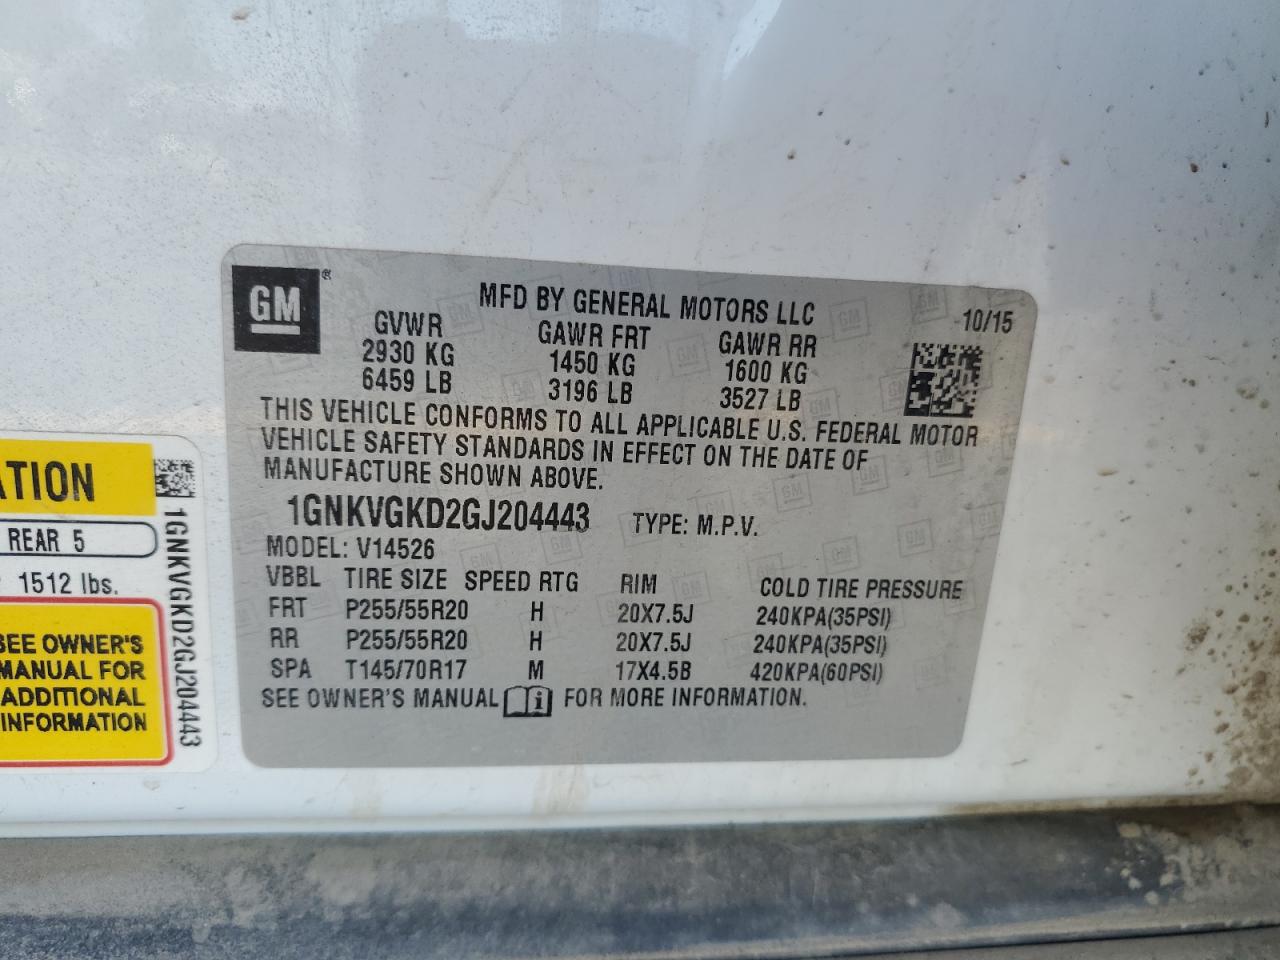 GM®
MFD BY GENERAL MOTORS LLC 10/15
GVWR GAWR FRT GAWR RR
2930 KG 1450 KG 1600 KG
6459 LB 3196 LB 3527 LB
THIS VEHICLE CONFORMS TO ALL APPLICABLE U.S. FEDERAL MOTOR
VEHICLE SAFETY STANDARDS IN EFFECT ON THE DATE OF
MANUFACTURE SHOWN ABOVE.
1GNKVGKD2GJ204443 TYPE: M.P.V.
MODEL: V14526
VBBL TIRE SIZE SPEED RTG RIM COLD TIRE PRESSURE
FRT P255/55R20 H 20X7.5J 240KPA(35PSI)
RR P255/55R20 H 20X7.5J 240KPA(35PSI)
SPA T145/70R17 M 17X4.5B 420KPA(60PSI)
SEE OWNER'S MANUAL FOR MORE INFORMATION.
ATION
REAR 5
1512 lbs.
SEE OWNER'S
MANUAL FOR
ADDITIONAL
INFORMATION
1GNKVGKD2GJ204443